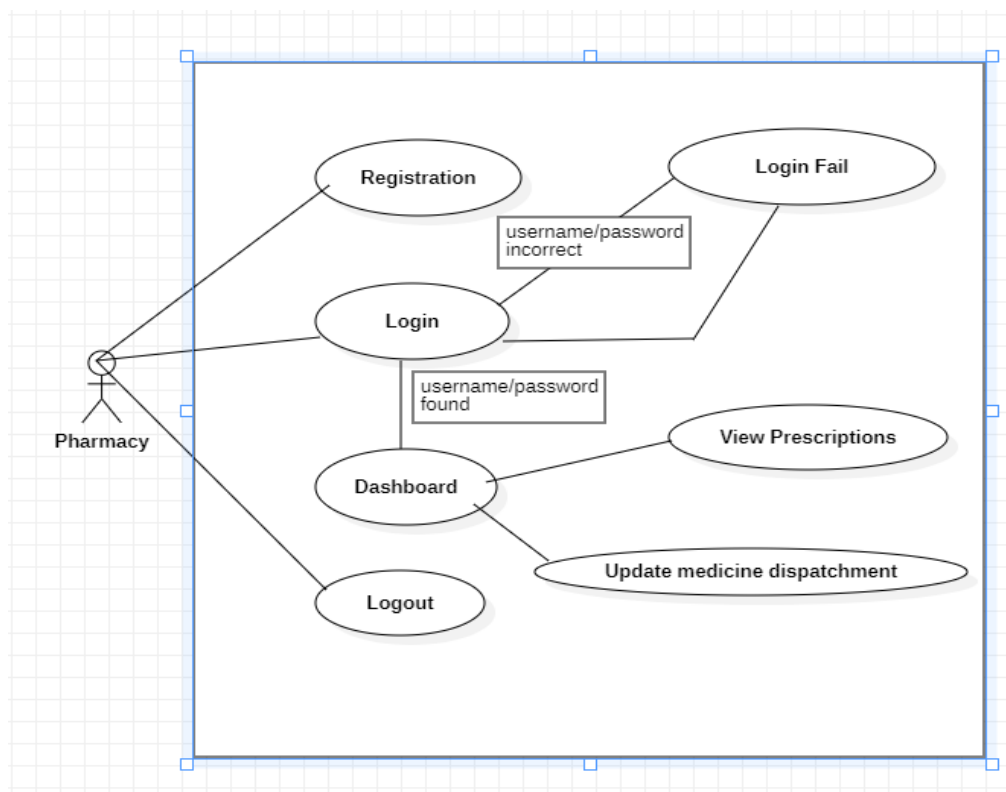 Registration
Login Fail
username/password
incorrect
Login
Pharmacy
username/password
found
View Prescriptions
Dashboard
Update medicine dispatchment
Logout